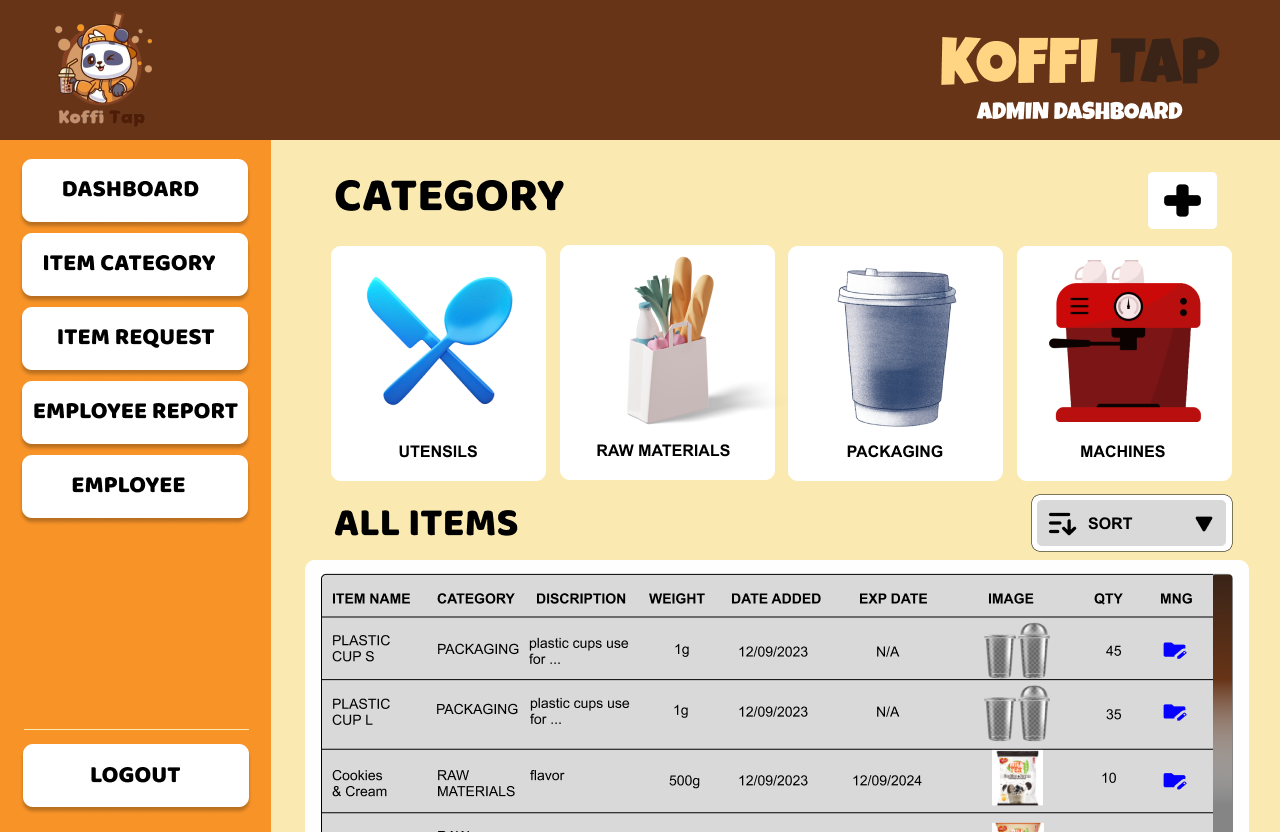 Koffi Tap
KOFFI TAP
ADMIN DASHBOARD
DASHBOARD
ITEM CATEGORY
ITEM REQUEST
EMPLOYEE REPORT
EMPLOYEE
LOGOUT
CATEGORY
UTENSILS
RAW MATERIALS
PACKAGING
MACHINES
ALL ITEMS
SORT
ITEM NAME CATEGORY DISCRIPTION WEIGHT DATE ADDED EXP DATE IMAGE QTY MNG
PLASTIC
CUP S
PACKAGING
plastic cups use
for ...
1g
12/09/2023
N/A
45
PLASTIC
CUP L
PACKAGING
plastic cups use
for ...
1g
12/09/2023
N/A
35
Cookies
& Cream
RAW
MATERIALS
flavor
500g
12/09/2023
12/09/2024
10